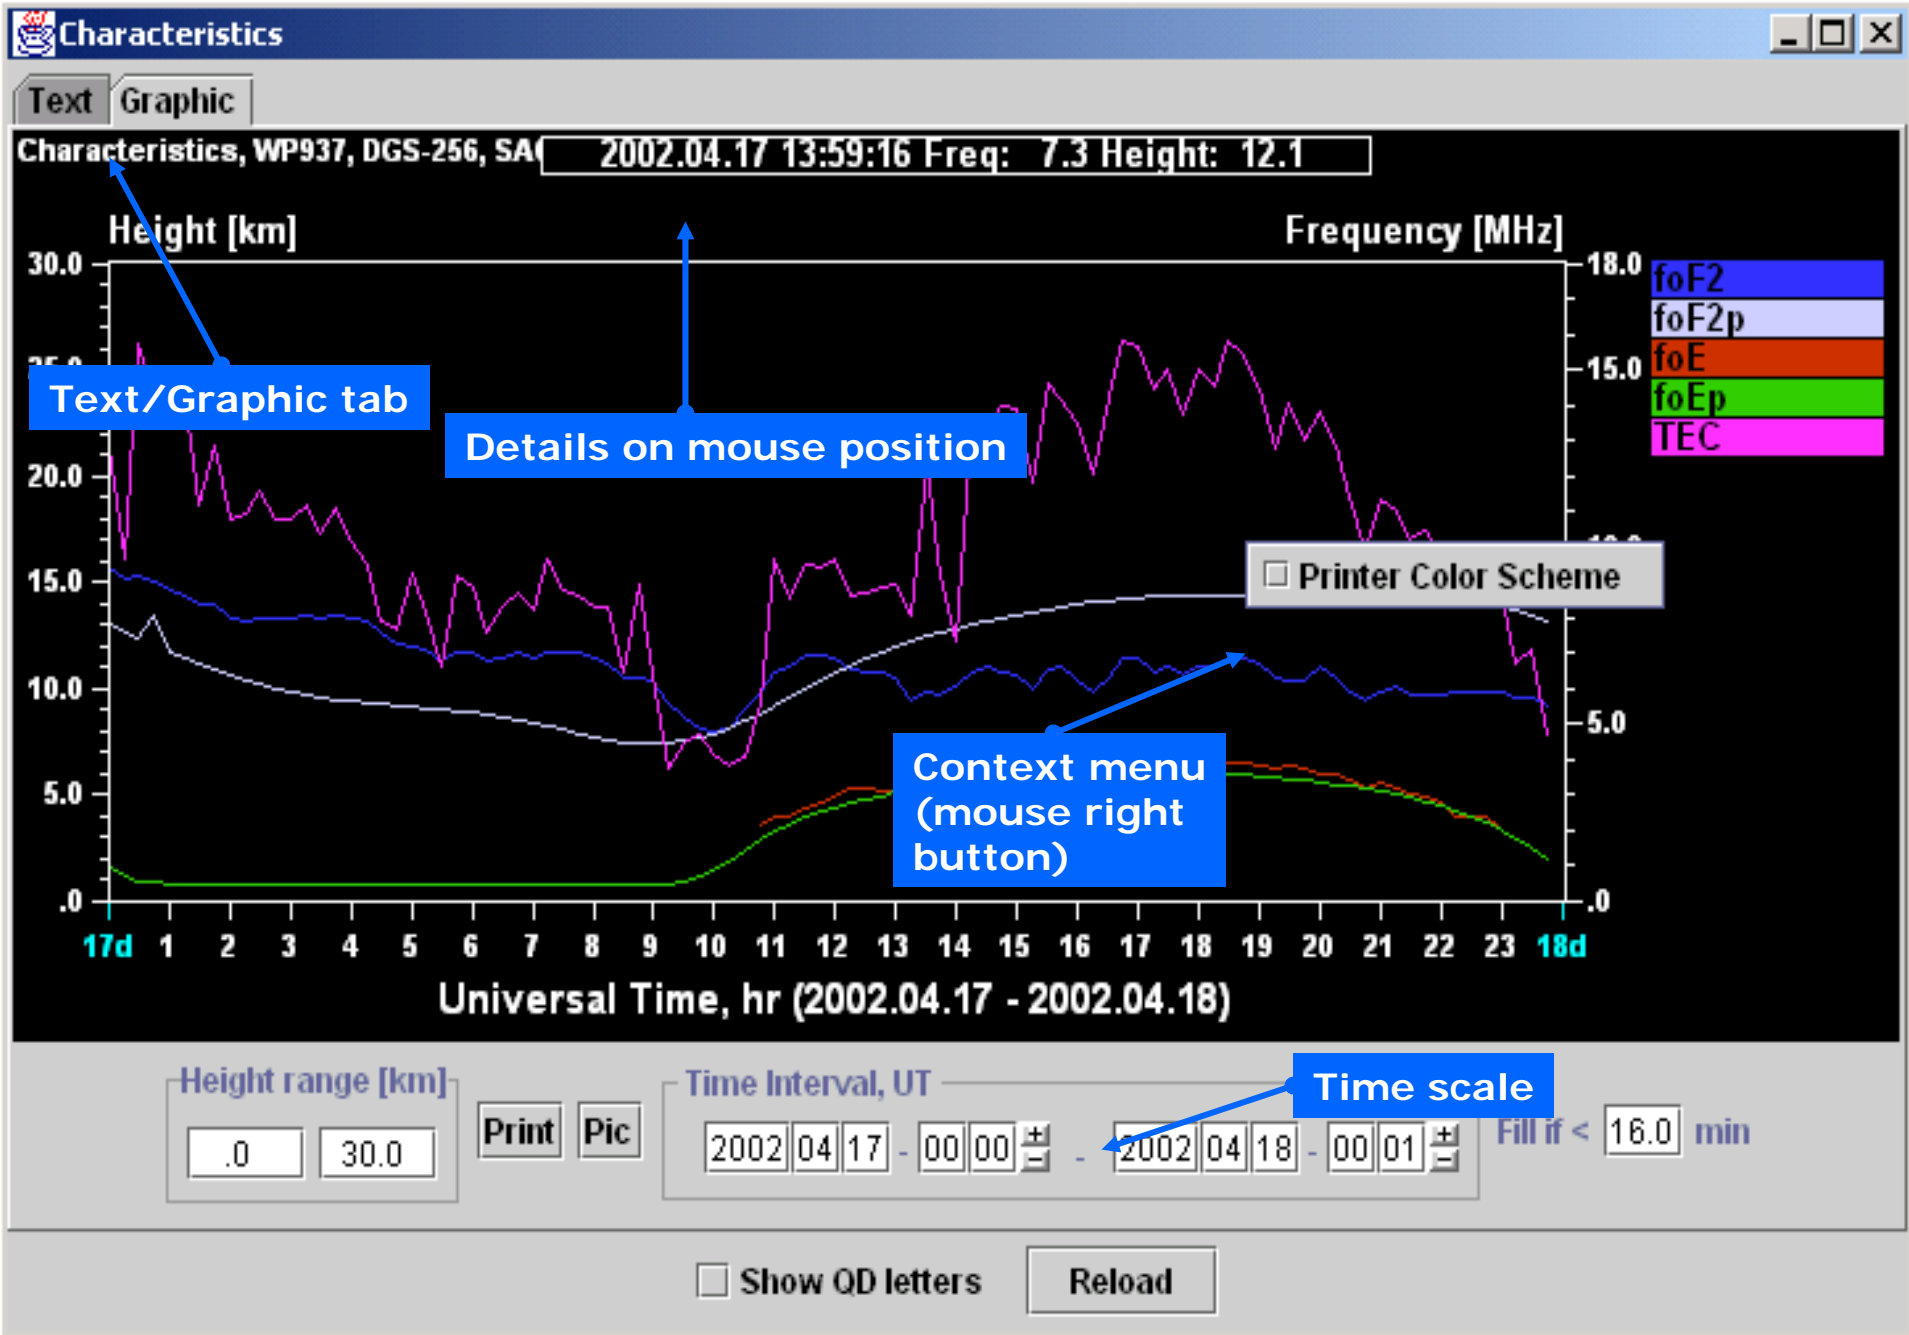 Characteristics
Text Graphic
Characteristics, WP937, DGS-256, SA
2002.04.17 13:59:16 Freq: 7.3 Height: 12.1
Height [km]
Frequency [MHz]
30.0
20.0
15.0
10.0
5.0
.0
18.0
15.0
5.0
.0
foF2
foF2p
foE
foEp
TEC
Text/Graphic tab
Details on mouse position
Printer Color Scheme
Context menu
(mouse right
button)
17d 1 2 3 4 5 6 7 8 9 10 11 12 13 14 15 16 17 18 19 20 21 22 23 18d
Universal Time, hr (2002.04.17 - 2002.04.18)
Height range [km]
.0 30.0
Print Pic
Time Interval, UT
2002 04 17 - 00 00 + - - 2002 04 18 - 00 01 + -
Time scale
Fill if < 16.0 min
Show QD letters
Reload